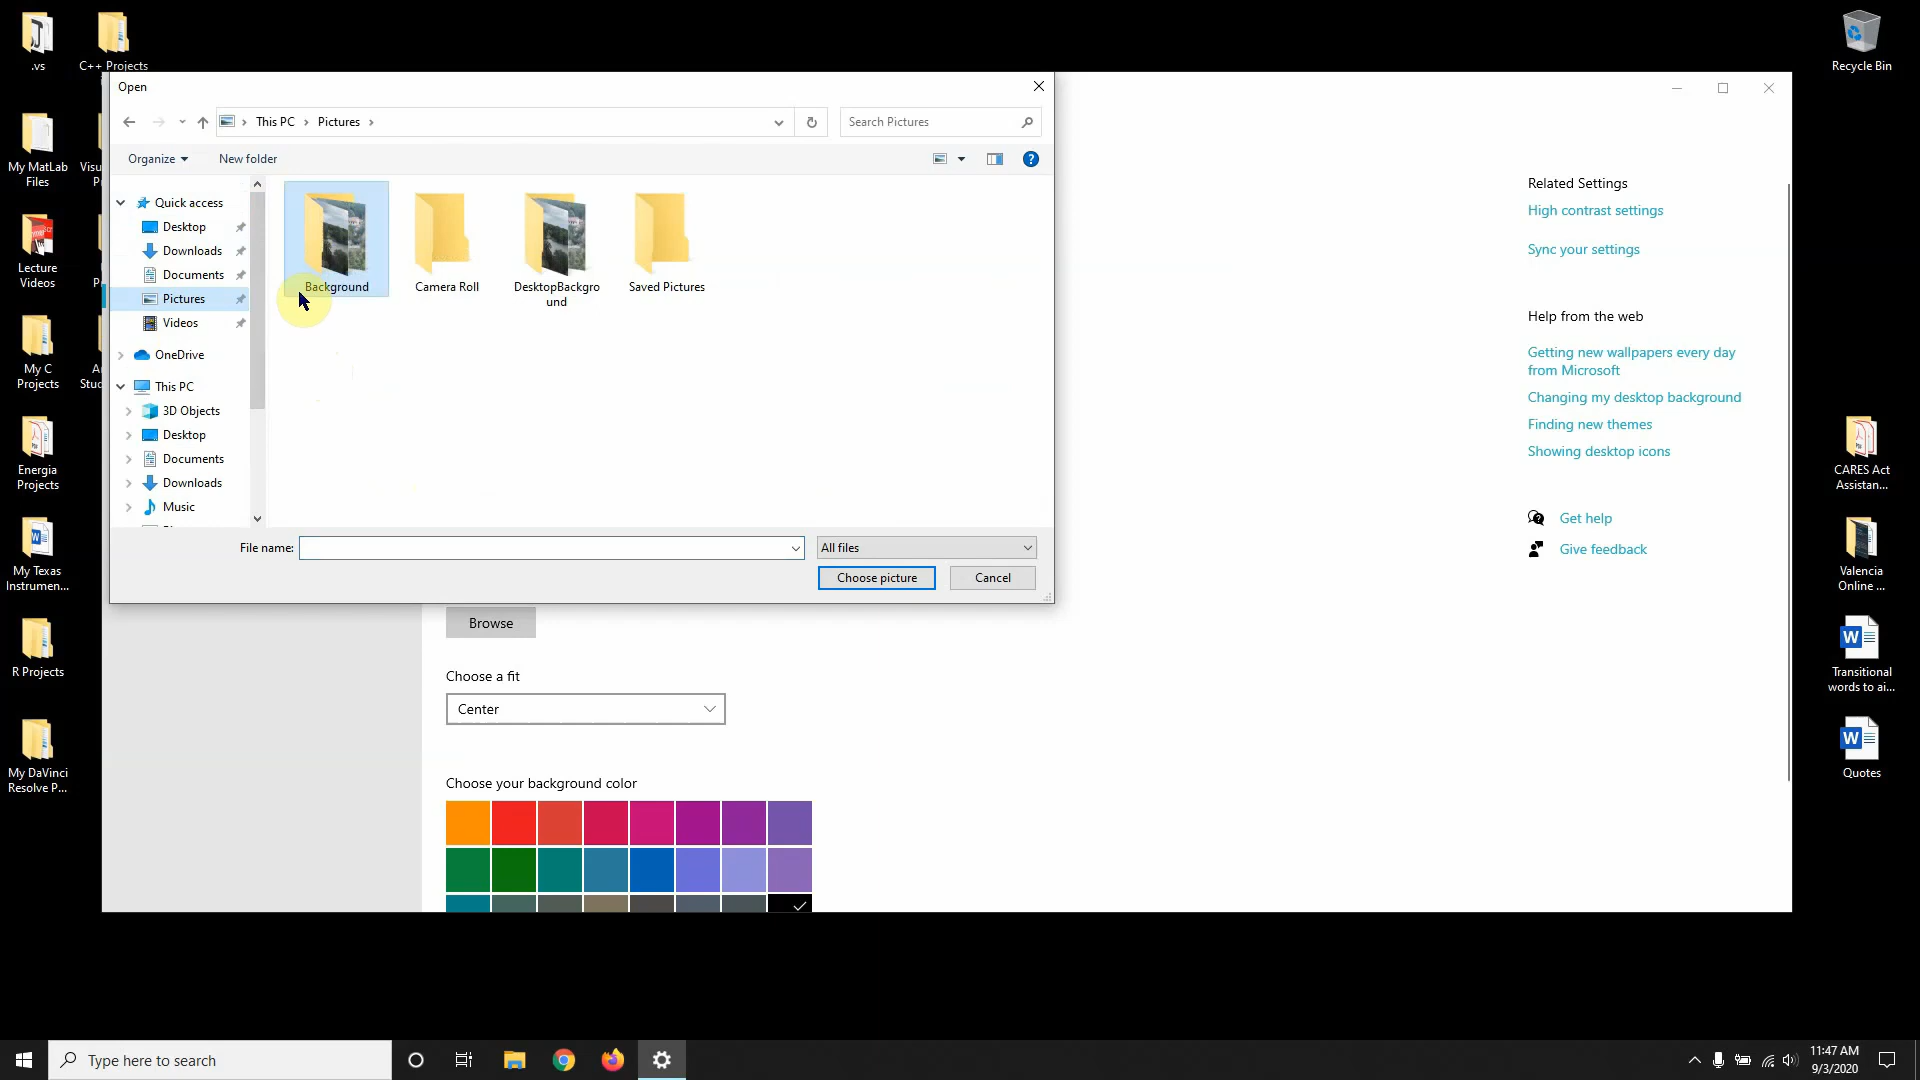 .vs
C++ Projects
Recycle Bin
My MatLab
Files
Lecture
Videos
My C
Projects
Energia
Projects
My Texas
Instrumen...
R Projects
My DaVinci
Resolve P...
Open
This PC
Pictures
Search Pictures
Organize
New folder
Quick access
Desktop
Downloads
Documents
Pictures
Videos
OneDrive
This PC
3D Objects
Desktop
Documents
Downloads
Music
Background
Camera Roll
DesktopBackgro
und
Saved Pictures
File name:
All files
Choose picture
Cancel
Browse
Choose a fit
Center
Choose your background color
Related Settings
High contrast settings
Sync your settings
Help from the web
Getting new wallpapers every day
from Microsoft
Changing my desktop background
Finding new themes
Showing desktop icons
Get help
Give feedback
CARES Act
Assistan...
Valencia
Online ...
Transitional
words to ai...
Quotes
Type here to search
11:47 AM
9/3/2020